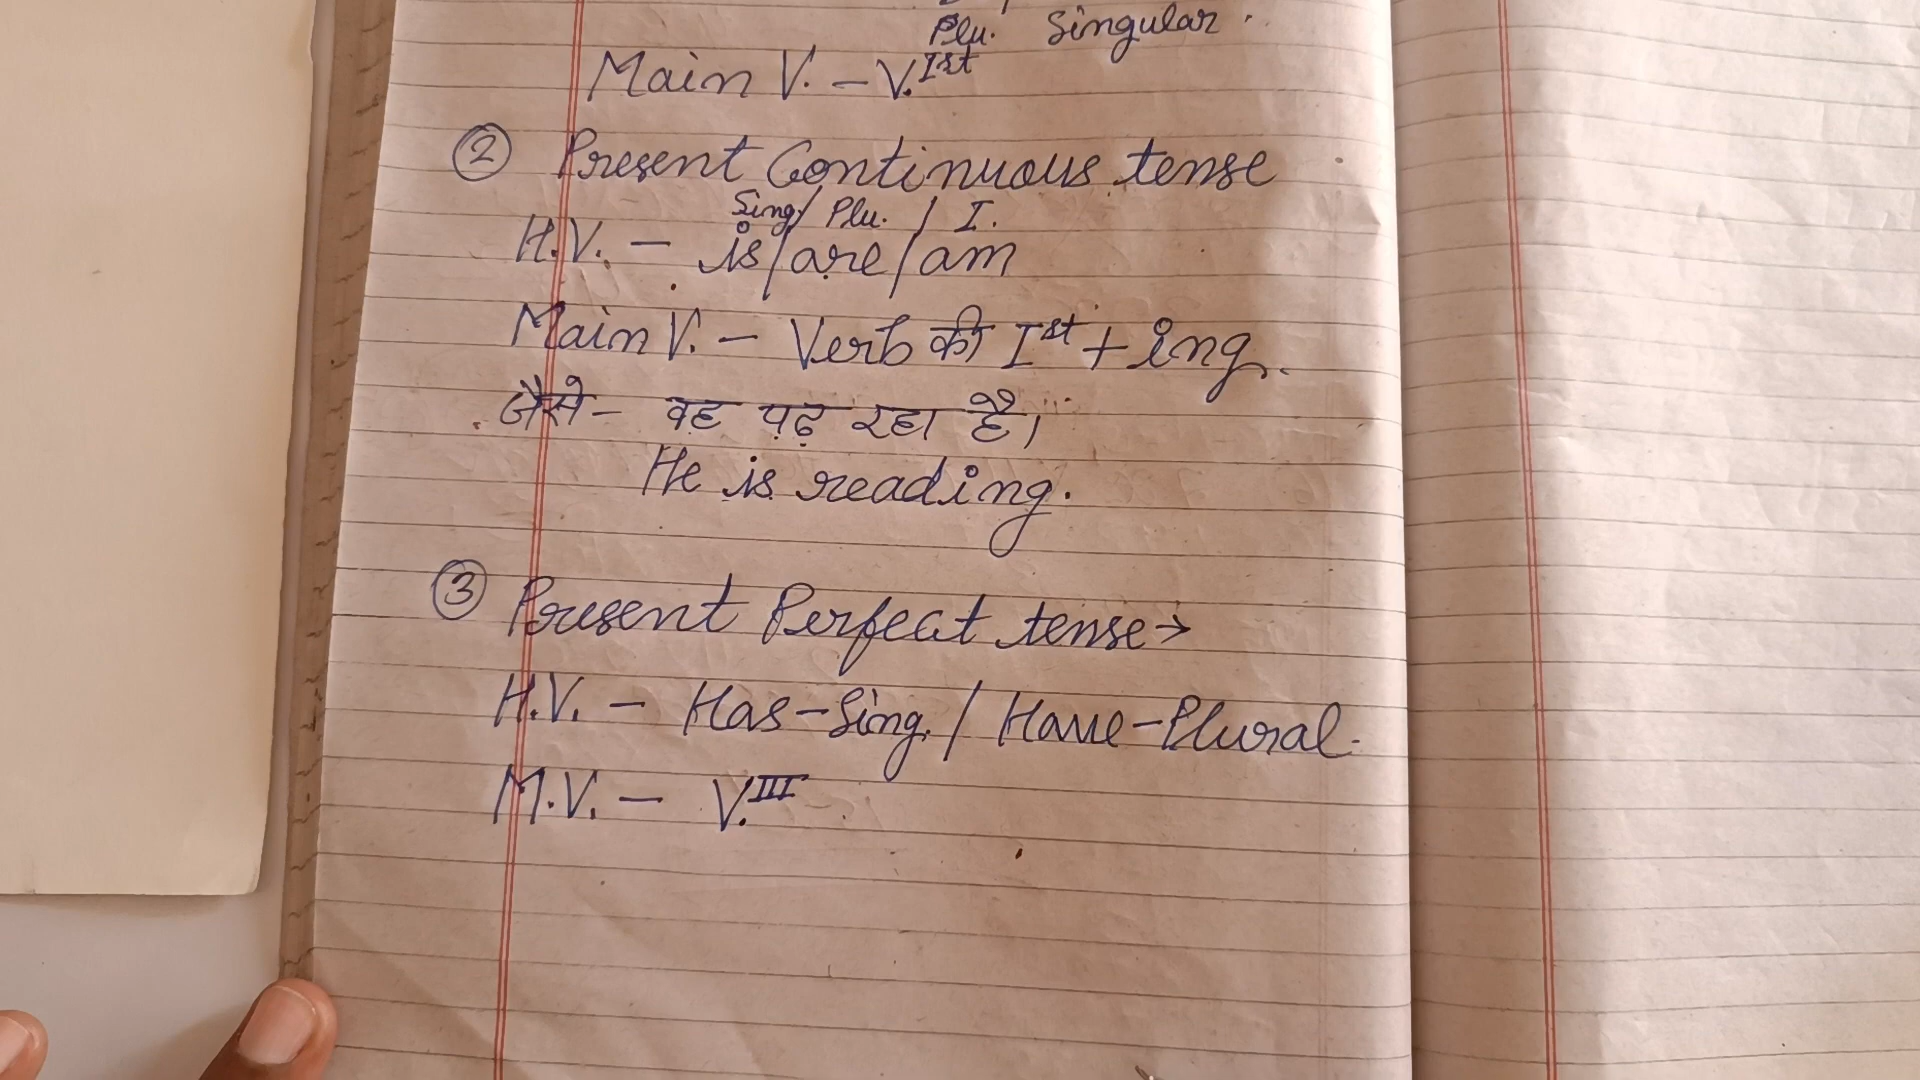 Plu. Singular.
Main V. - V.Ist
② Present Continuous tense
Sing/ Plu. / I.
H.V. - is/are/am
Main V. - Verb की Ist + ing.
जैसे- वह पढ़ रहा है।
He is reading.
③ Present Perfect tense→
H.V. - Has-Sing. / Have-Plural.
M.V. - V.III